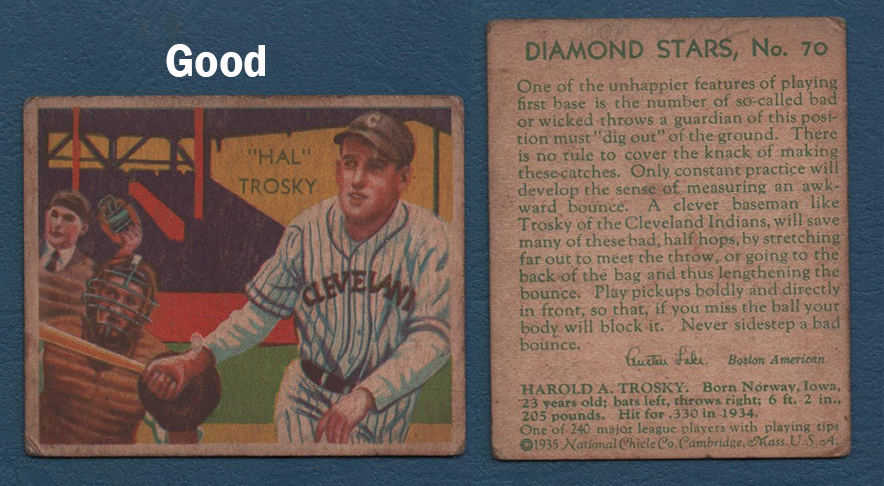 Good
"HAL"
TROSKY
C
CLEVELAND
DIAMOND STARS, No. 70
One of the unhappier features of playing
first base is the number of so-called bad
or wicked throws a guardian of this posi-
tion must "dig out" of the ground. There
is no rule to cover the knack of making
these catches. Only constant practice will
develop the sense of measuring an awk-
ward bounce. A clever baseman like
Trosky of the Cleveland Indians, will save
many of these bad, half hops, by stretching
far out to meet the throw, or going to the
back of the bag and thus lengthening the
bounce. Play pickups boldly and directly
in front, so that, if you miss the ball your
body will block it. Never sidestep a bad
bounce.
Austen Lake Boston American
HAROLD A. TROSKY. Born Norway, Iowa,
23 years old; bats left, throws right; 6 ft. 2 in.,
205 pounds. Hit for .330 in 1934.
One of 240 major league players with playing tips
©1935 National Chicle Co. Cambridge, Mass. U. S. A.